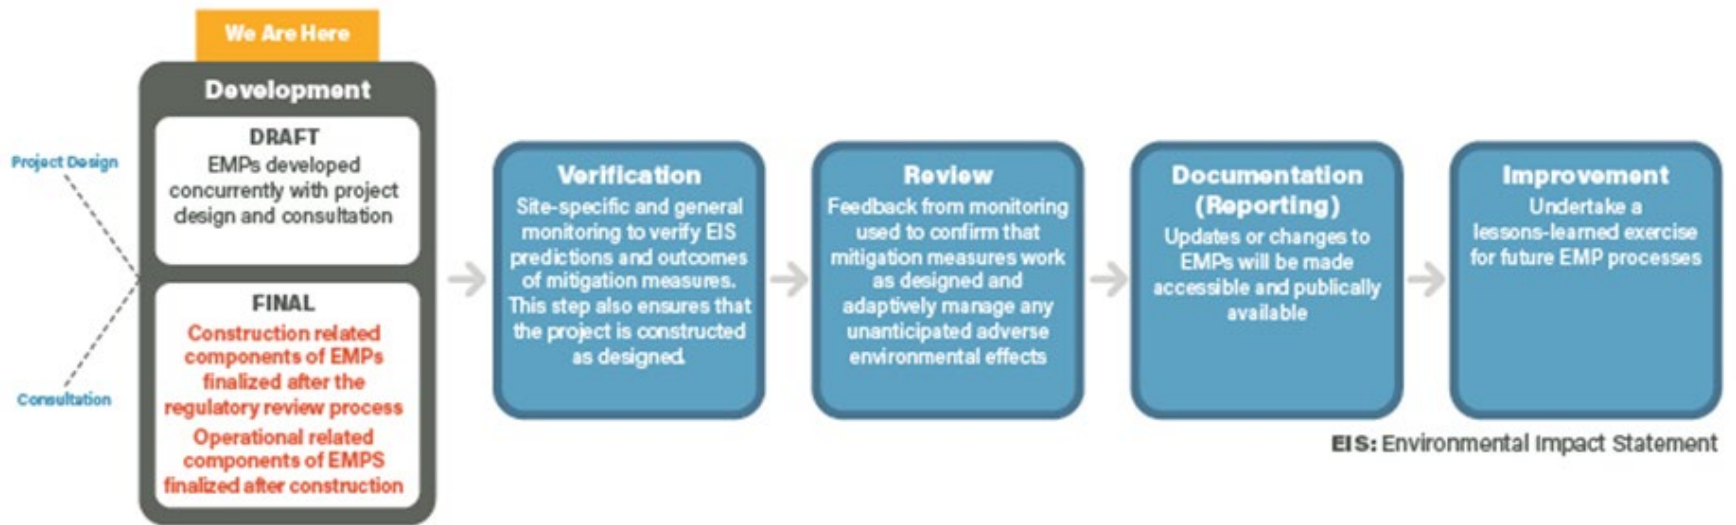 We Are Here
Development
Project Design
Consultation
DRAFT
EMPs developed
concurrently with project
design and consultation
FINAL
Construction related
components of EMPs
finalized after the
regulatory review process
Operational related
components of EMPS
finalized after construction
Verification
Site-specific and general
monitoring to verify EIS
predictions and outcomes
of mitigation measures.
This step also ensures that
the project is constructed
as designed.
Review
Feedback from monitoring
used to confirm that
mitigation measures work
as designed and
adaptively manage any
unanticipated adverse
environmental effects
Documentation
(Reporting)
Updates or changes to
EMPs will be made
accessible and publically
available
Improvement
Undertake a
lessons-learned exercise
for future EMP processes
EIS: Environmental Impact Statement